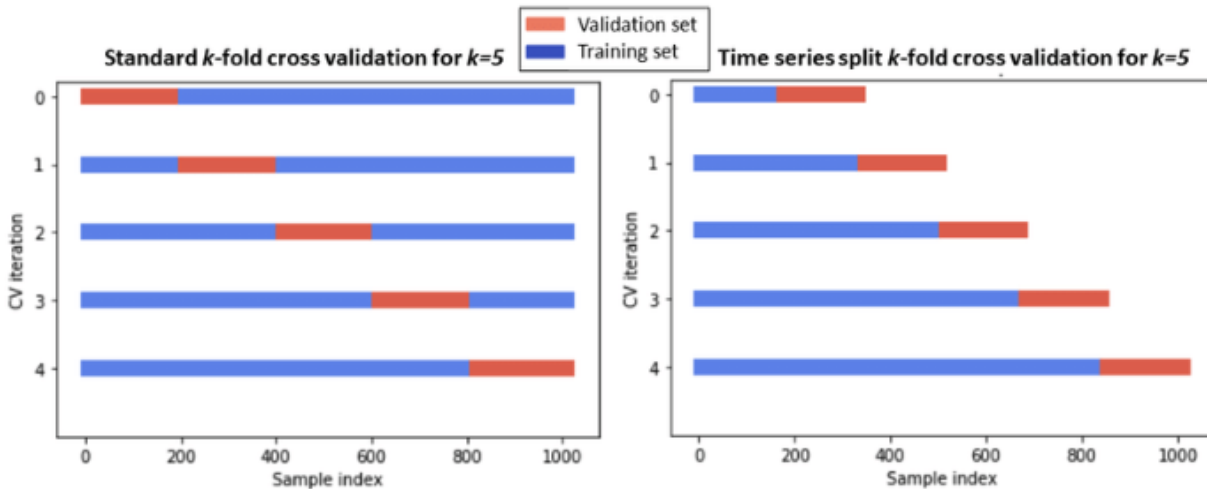 Validation set
Training set
Standard k-fold cross validation for k=5
Time series split k-fold cross validation for k=5
0
1
2
3
4
CV iteration
0 200 400 600 800 1000
Sample index
0
1
2
3
4
CV iteration
0 200 400 600 800 1000
Sample index